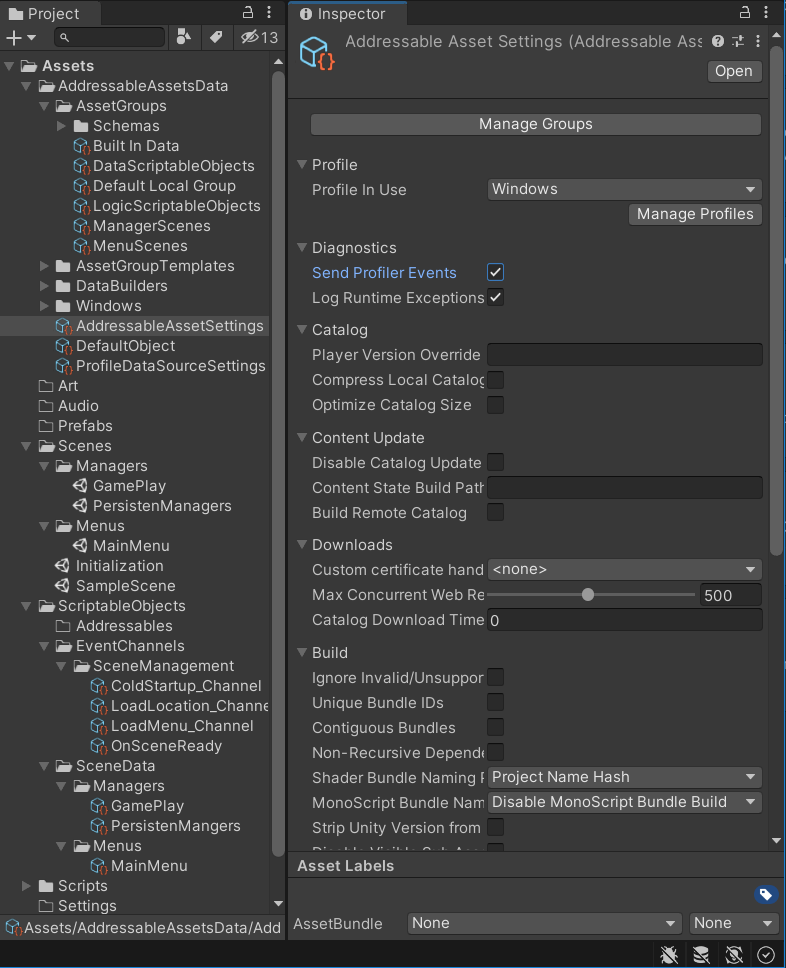 Project
13
Assets
AddressableAssetsData
AssetGroups
Schemas
Built In Data
DataScriptableObjects
Default Local Group
LogicScriptableObjects
ManagerScenes
MenuScenes
AssetGroupTemplates
DataBuilders
Windows
AddressableAssetSettings
DefaultObject
ProfileDataSourceSettings
Art
Audio
Prefabs
Scenes
Managers
GamePlay
PersistenManagers
Menus
MainMenu
Initialization
SampleScene
ScriptableObjects
Addressables
EventChannels
SceneManagement
ColdStartup_Channel
LoadLocation_Channe
LoadMenu_Channel
OnSceneReady
SceneData
Managers
GamePlay
PersistenMangers
Menus
MainMenu
Scripts
Settings
Assets/AddressableAssetsData/Add
Inspector
Addressable Asset Settings (Addressable Ass
Open
Manage Groups
Profile
Profile In Use Windows
Manage Profiles
Diagnostics
Send Profiler Events
Log Runtime Exceptions
Catalog
Player Version Override
Compress Local Catalog
Optimize Catalog Size
Content Update
Disable Catalog Update
Content State Build Path
Build Remote Catalog
Downloads
Custom certificate hand <none>
Max Concurrent Web Re 500
Catalog Download Time 0
Build
Ignore Invalid/Unsuppor
Unique Bundle IDs
Contiguous Bundles
Non-Recursive Depende
Shader Bundle Naming P Project Name Hash
MonoScript Bundle Nam Disable MonoScript Bundle Build
Strip Unity Version from
Asset Labels
AssetBundle None None